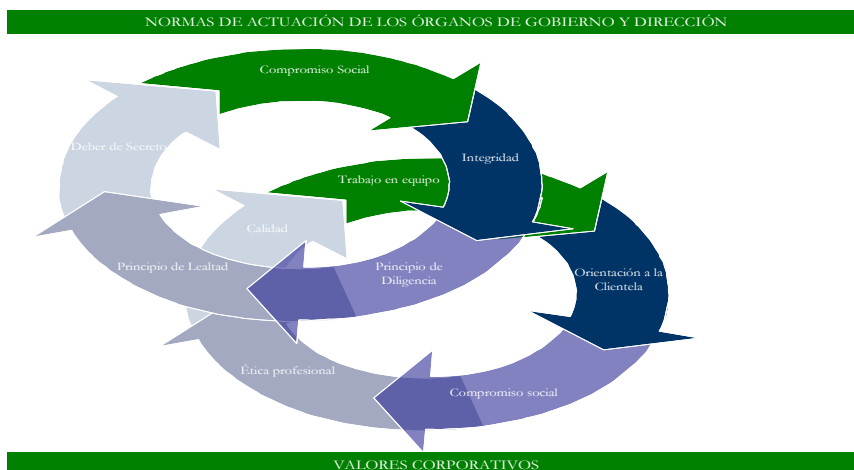 NORMAS DE ACTUACIÓN DE LOS ÓRGANOS DE GOBIERNO Y DIRECCIÓN
Compromiso Social
Deber de Secreto
Integridad
Trabajo en equipo
Calidad
Principio de Lealtad
Principio de
Diligencia
Orientación a la
Clientela
Ética profesional
Compromiso social
VALORES CORPORATIVOS